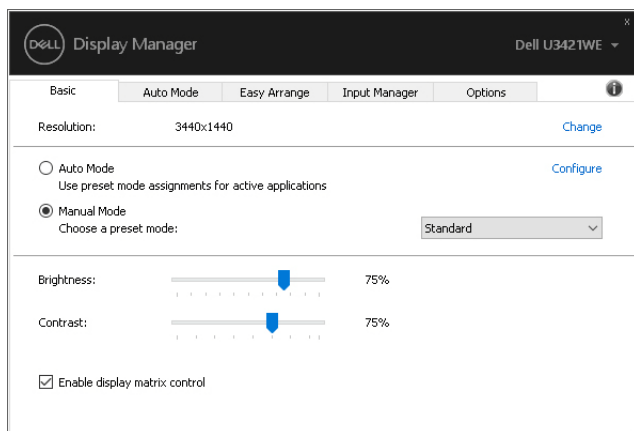 x
DELL Display Manager Dell U3421WE
Basic Auto Mode Easy Arrange Input Manager Options i
Resolution: 3440x1440 Change
Auto Mode Configure
Use preset mode assignments for active applications
Manual Mode
Choose a preset mode: Standard
Brightness: 75%
Contrast: 75%
Enable display matrix control